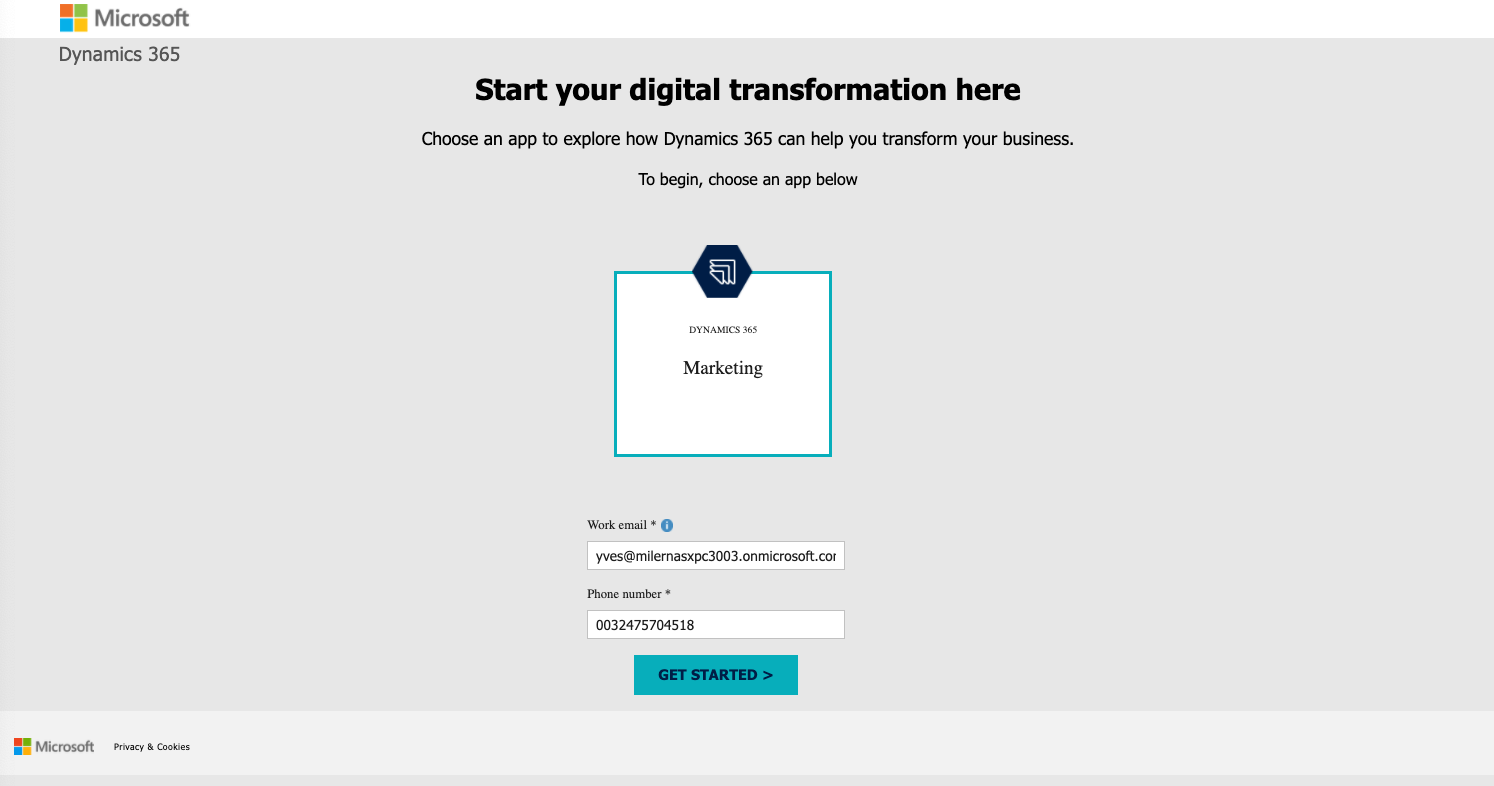 Microsoft
Dynamics 365
Start your digital transformation here
Choose an app to explore how Dynamics 365 can help you transform your business.
To begin, choose an app below
DYNAMICS 365
Marketing
Work email *
yves@milernasxpc3003.onmicrosoft.cor
Phone number *
0032475704518
GET STARTED >
Microsoft Privacy & Cookies